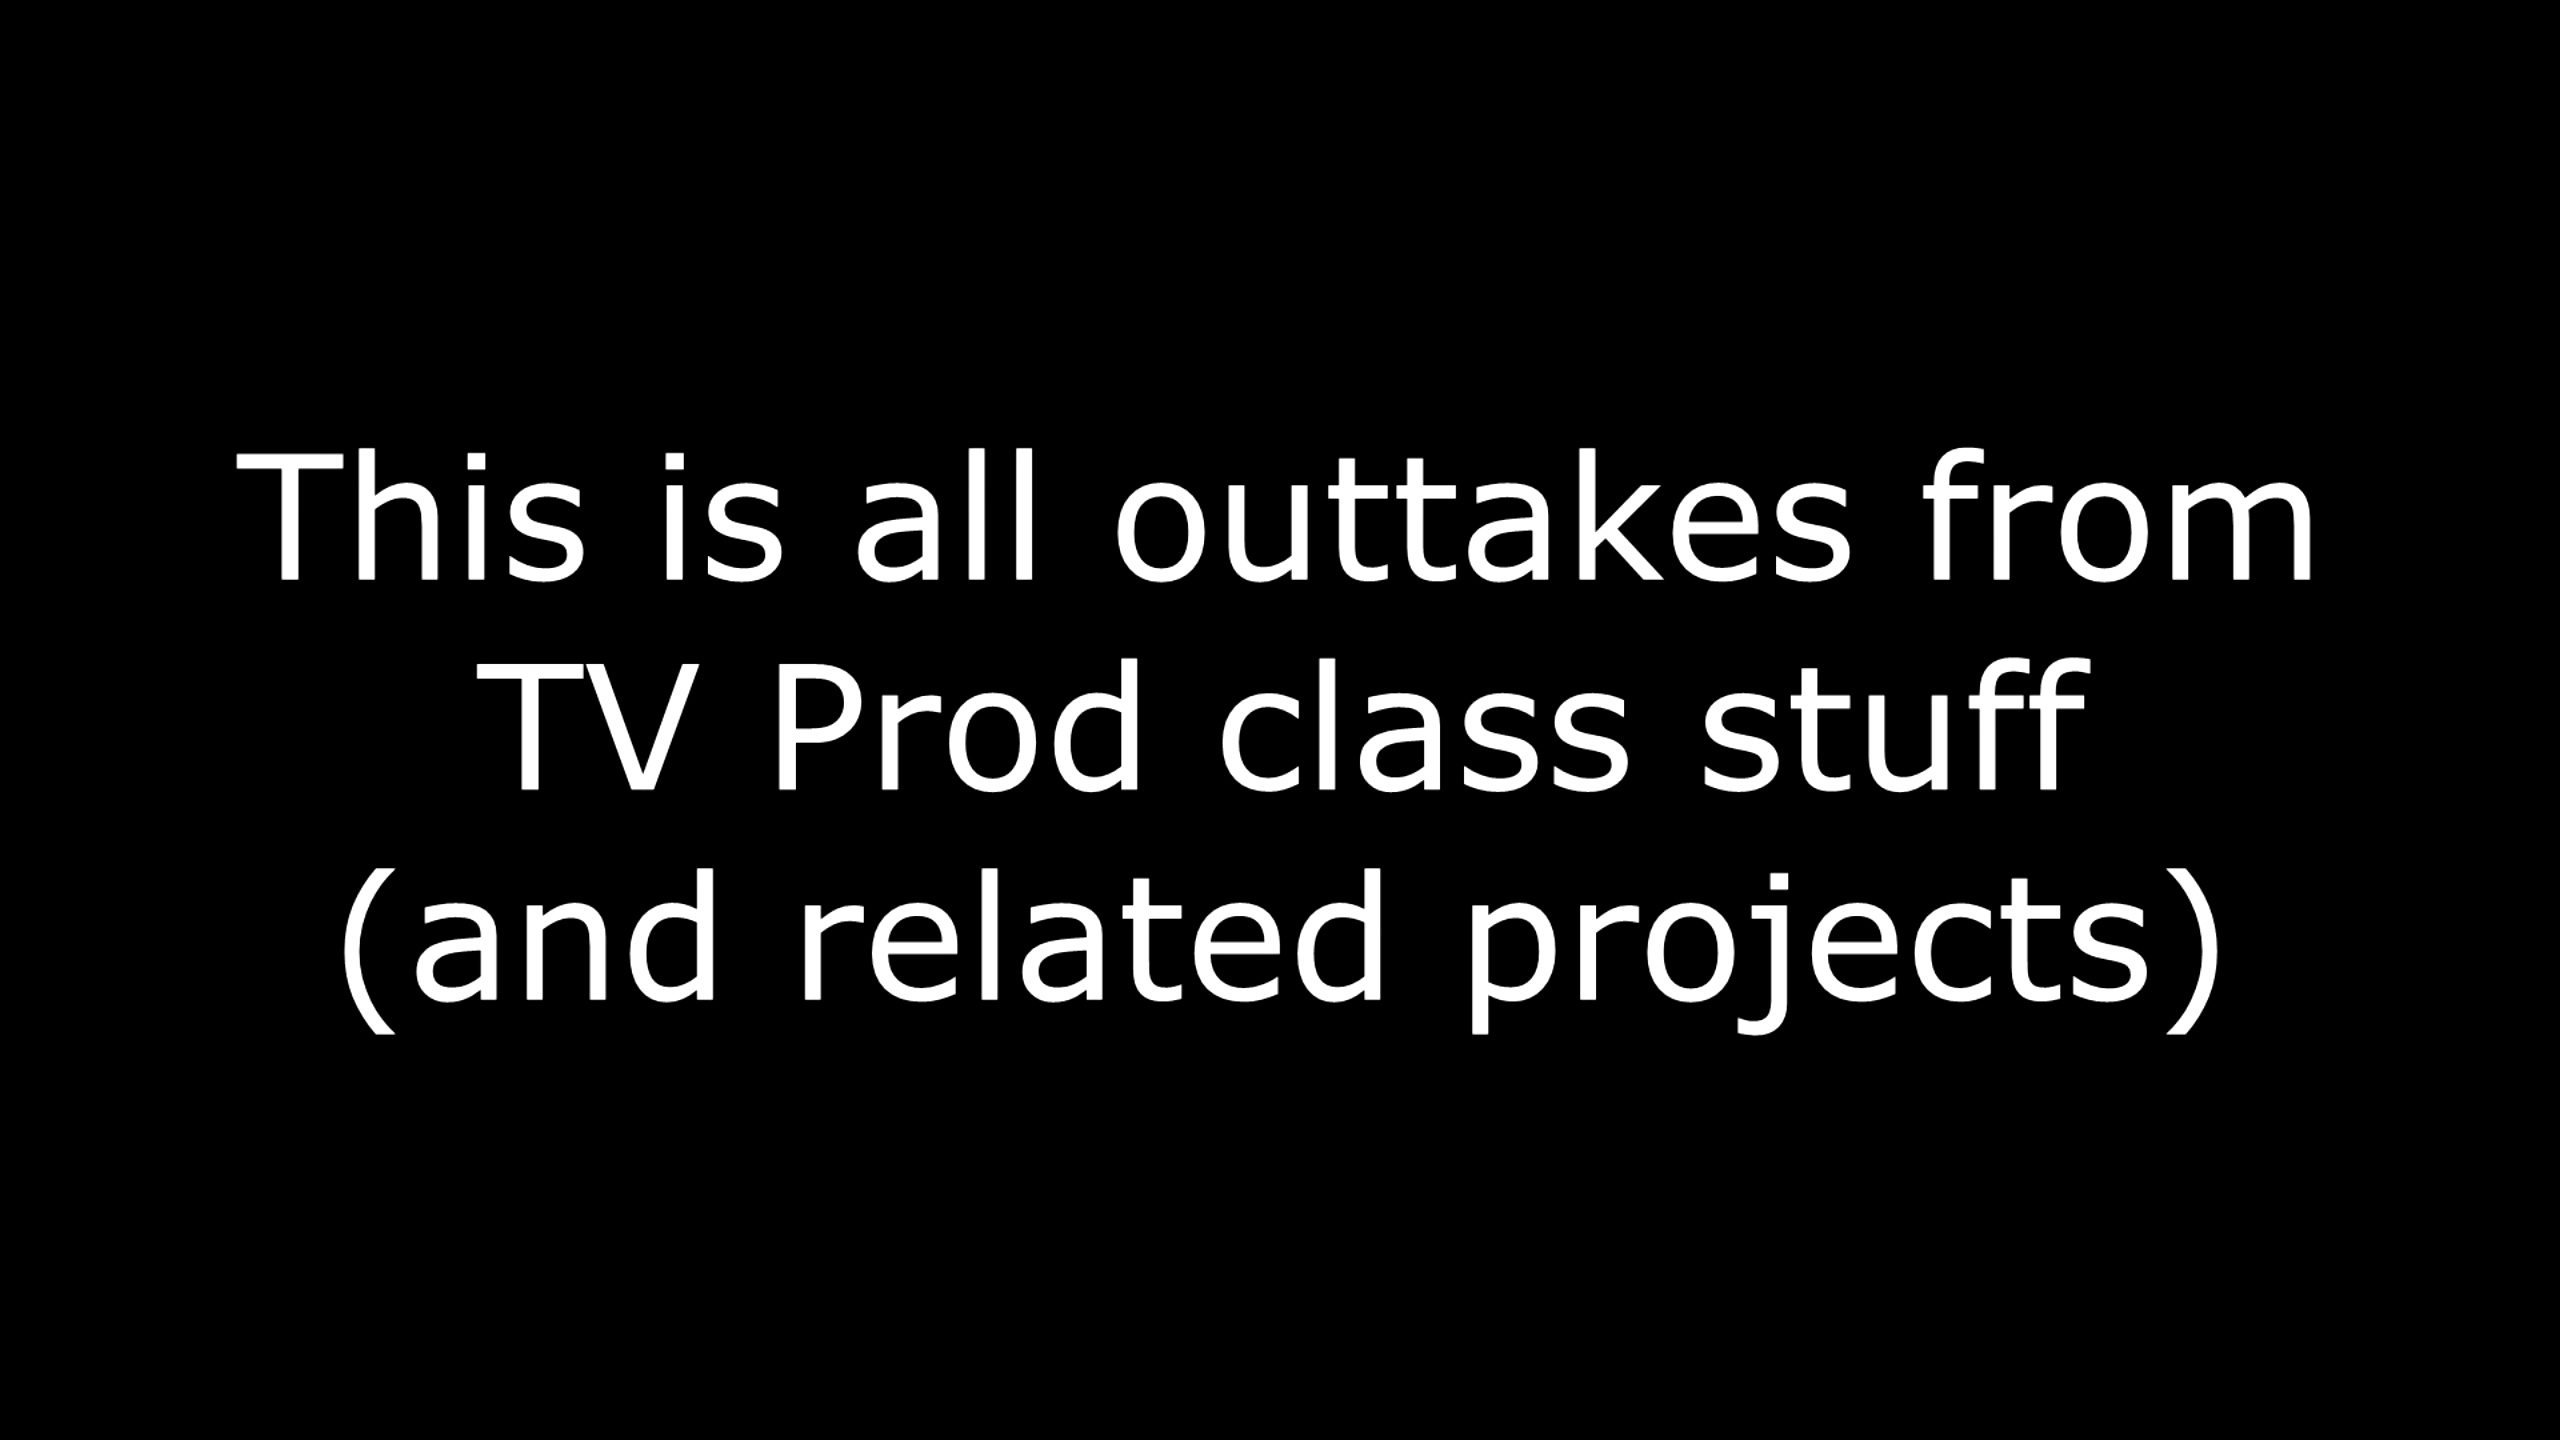 This is all outtakes from
TV Prod class stuff
(and related projects)